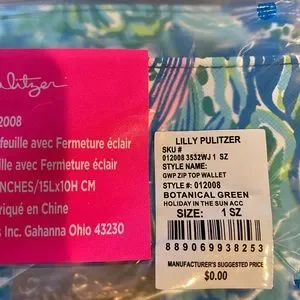 ulitzer
2008
feuille avec Fermeture éclair
ille avec Fermeture éclair
NCHES/15Lx10H CM
riqué en Chine
s Inc. Gahanna Ohio 43230
LILLY PULITZER
SKU #
012008 3532WJ 1 SZ
STYLE NAME:
GWP ZIP TOP WALLET
STYLE #: 012008
BOTANICAL GREEN
HOLIDAY IN THE SUN ACC
SIZE: 1 SZ
889069938253
MANUFACTURER'S SUGGESTED PRICE
$0.00